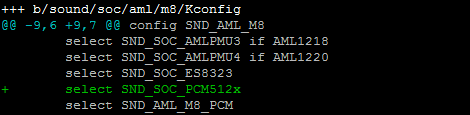 +++ b/sound/soc/aml/m8/Kconfig
@@ -9,6 +9,7 @@ config SND_AML_M8
select SND_SOC_AMLPMU3 if AML1218
select SND_SOC_AMLPMU4 if AML1220
select SND_SOC_ES8323
+ select SND_SOC_PCM512x
select SND_AML_M8_PCM